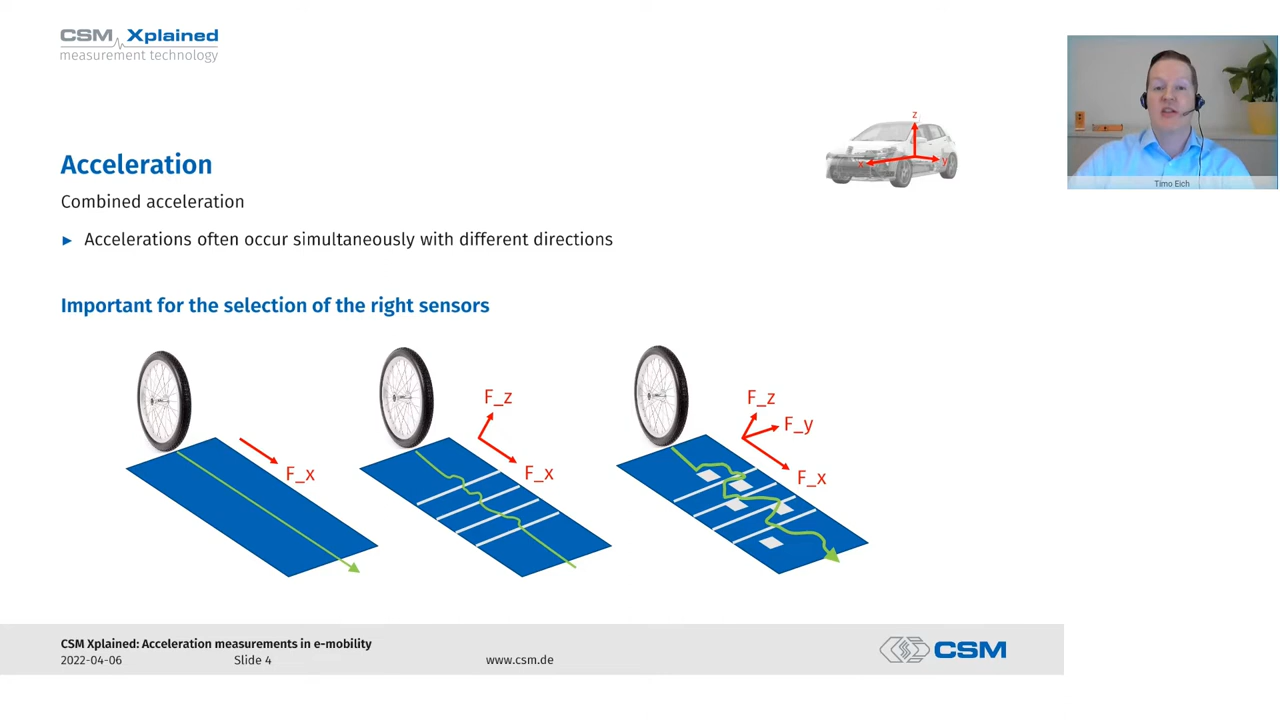 CSM Xplained
measurement technology
Timo Eich
z
x
y
Acceleration
Combined acceleration
► Accelerations often occur simultaneously with different directions
Important for the selection of the right sensors
F_x
F_z
F_x
F_z
F_y
F_x
CSM Xplained: Acceleration measurements in e-mobility
2022-04-06 Slide 4 www.csm.de
CSM